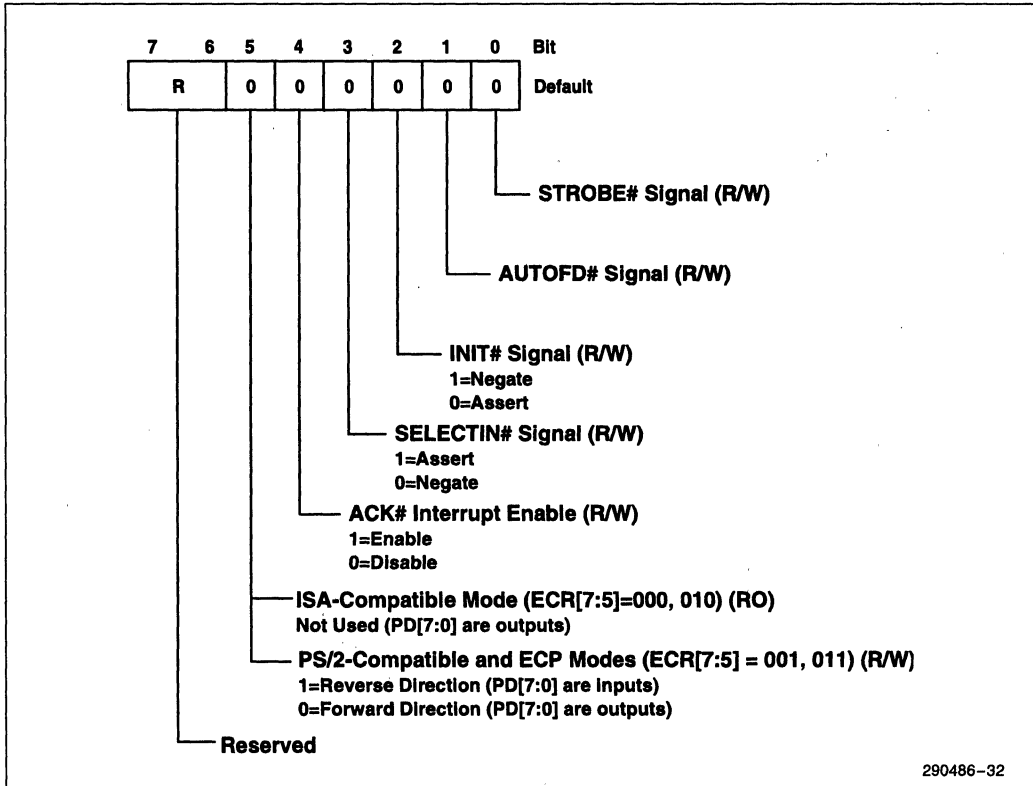 7 6 5 4 3 2 1 0 Bit
R 0 0 0 0 0 0 Default
STROBE# Signal (R/W)
AUTOFD# Signal (R/W)
INIT# Signal (R/W)
1=Negate
0=Assert
SELECTIN# Signal (R/W)
1=Assert
0=Negate
ACK# Interrupt Enable (R/W)
1=Enable
0=Disable
ISA-Compatible Mode (ECR[7:5]=000, 010) (RO)
Not Used (PD[7:0] are outputs)
PS/2-Compatible and ECP Modes (ECR[7:5] = 001, 011) (R/W)
1=Reverse Direction (PD[7:0] are Inputs)
0=Forward Direction (PD[7:0] are outputs)
Reserved
290486-32